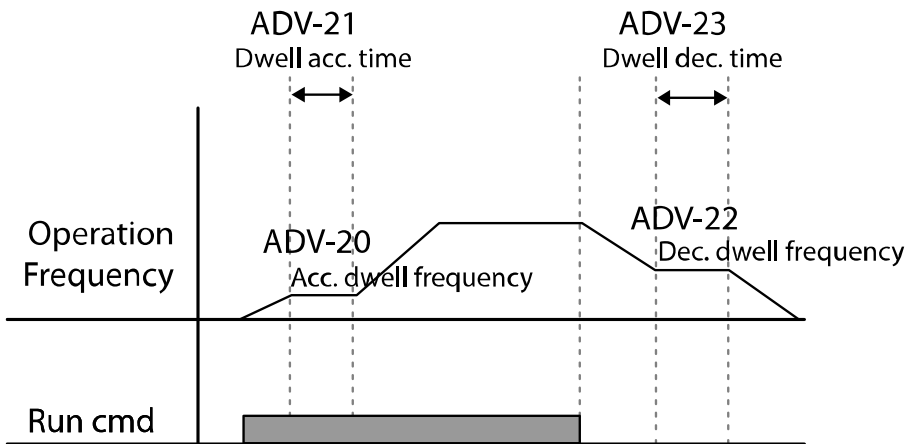 ADV-21
Dwell acc. time
ADV-23
Dwell dec. time
Operation
Frequency
ADV-20
Acc. dwell frequency
ADV-22
Dec. dwell frequency
Run cmd